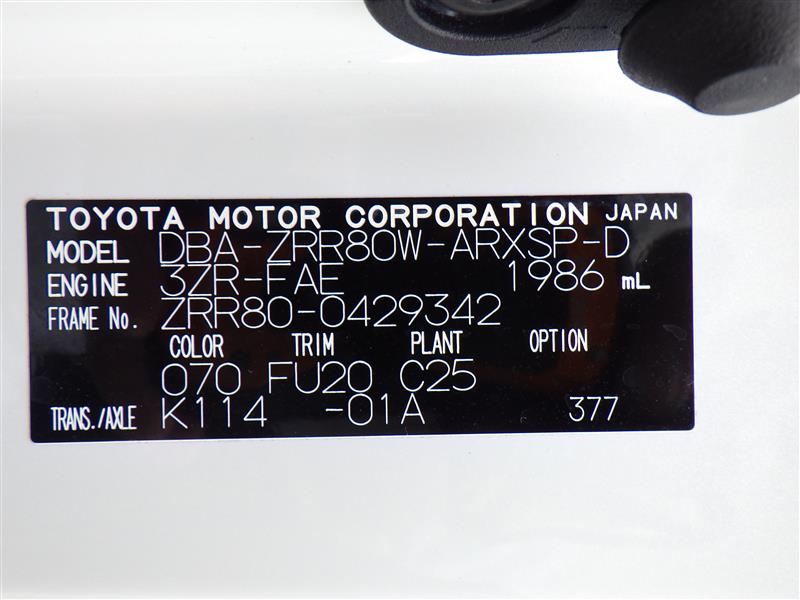 TOYOTA MOTOR CORPORATION JAPAN
MODEL DBA-ZRR80W-ARXSP-D
ENGINE 3ZR-FAE 1986 mL
FRAME No. ZRR80-0429342
COLOR TRIM PLANT OPTION
070 FU20 C25
TRANS./AXLE K114 -01A 377